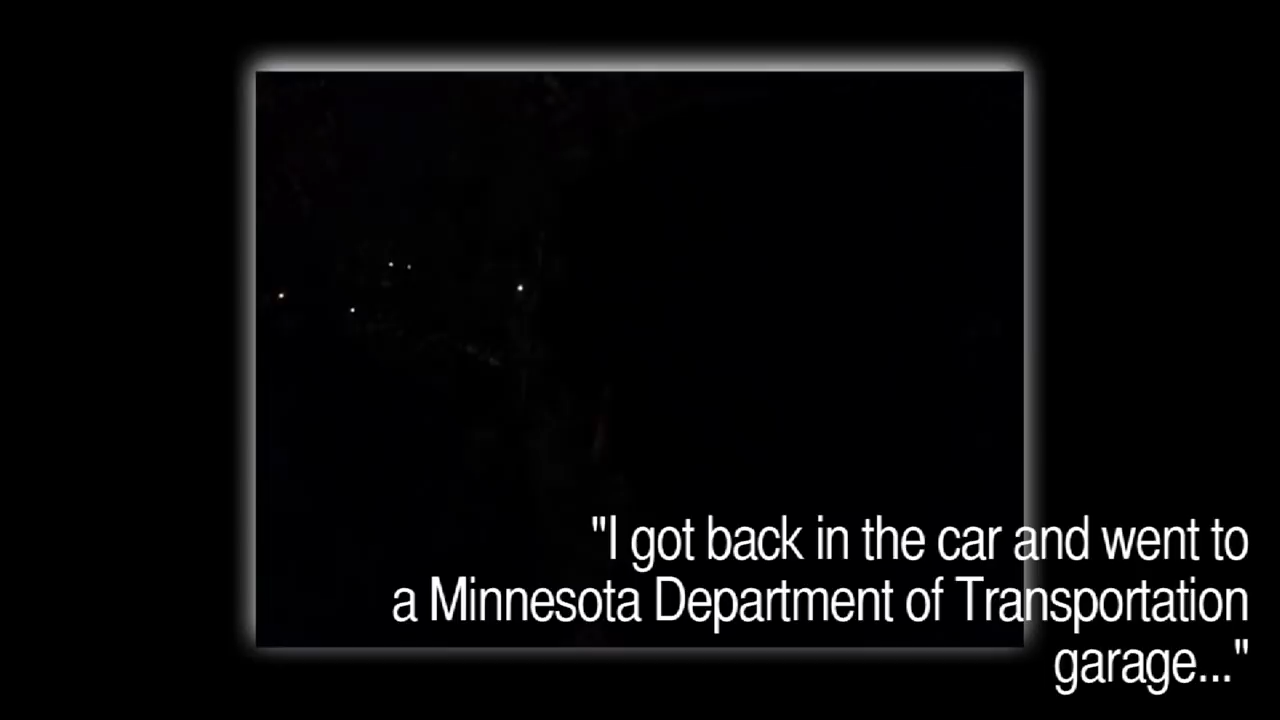 "I got back in the car and went to
a Minnesota Department of Transportation
garage..."